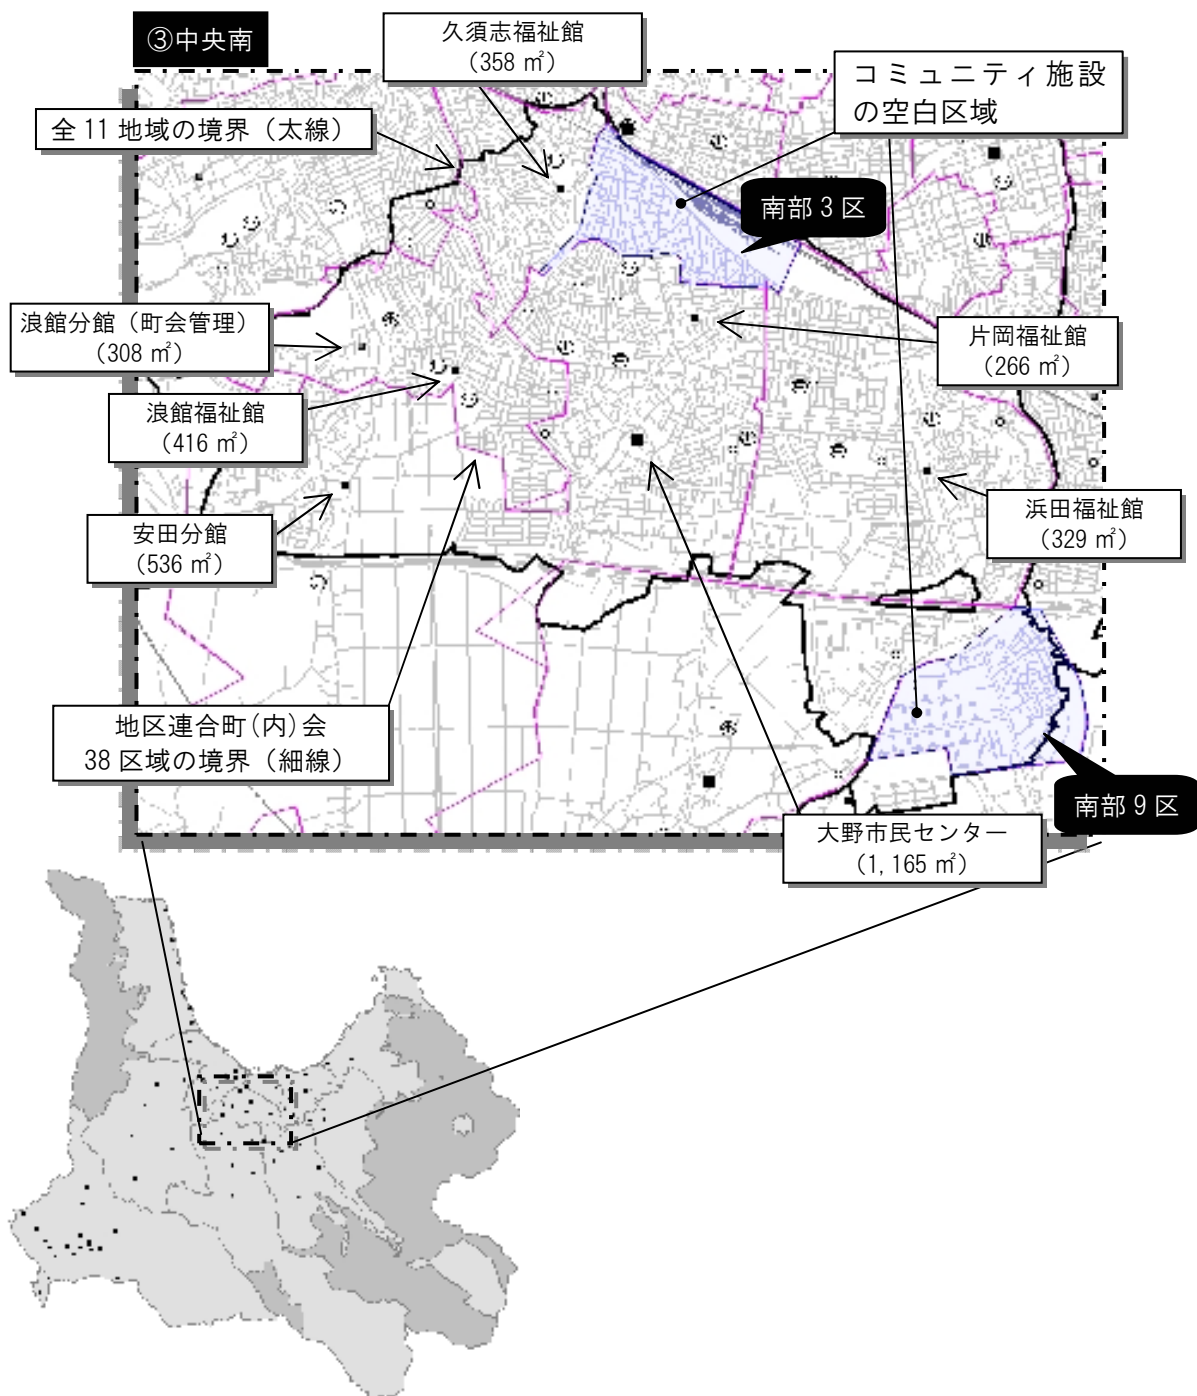 ③中央南
久須志福祉館
（358 ㎡）
コミュニティ施設
の空白区域
全 11 地域の境界（太線）
南部 3 区
浪館分館（町会管理）
（308 ㎡）
片岡福祉館
（266 ㎡）
浪館福祉館
（416 ㎡）
安田分館
（536 ㎡）
浜田福祉館
（329 ㎡）
地区連合町(内)会
38 区域の境界（細線）
南部 9 区
大野市民センター
（1,165 ㎡）